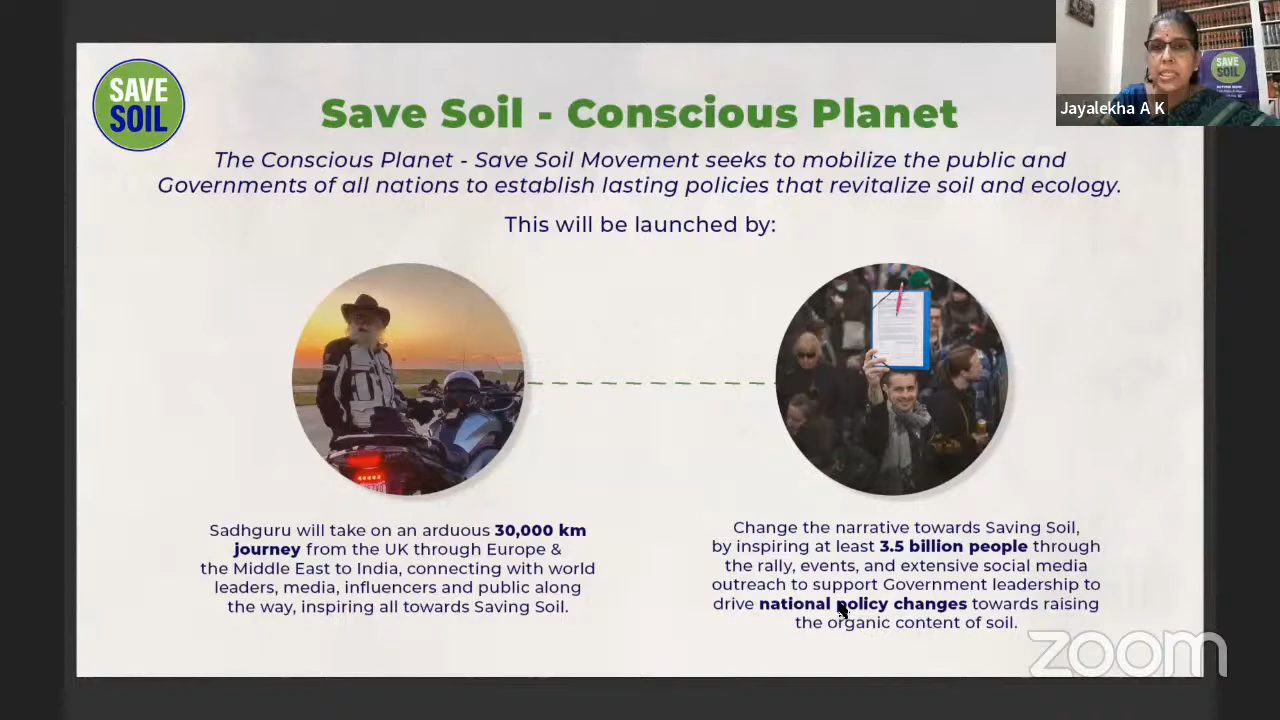 SAVE
SOIL
Save Soil - Conscious Planet
The Conscious Planet - Save Soil Movement seeks to mobilize the public and
Governments of all nations to establish lasting policies that revitalize soil and ecology.
This will be launched by:
Sadhguru will take on an arduous 30,000 km
journey from the UK through Europe &
the Middle East to India, connecting with world
leaders, media, influencers and public along
the way, inspiring all towards Saving Soil.
Change the narrative towards Saving Soil,
by inspiring at least 3.5 billion people through
the rally, events, and extensive social media
outreach to support Government leadership to
drive national policy changes towards raising
the organic content of soil.
SAVE
SOIL
Jayalekha A K
zoom